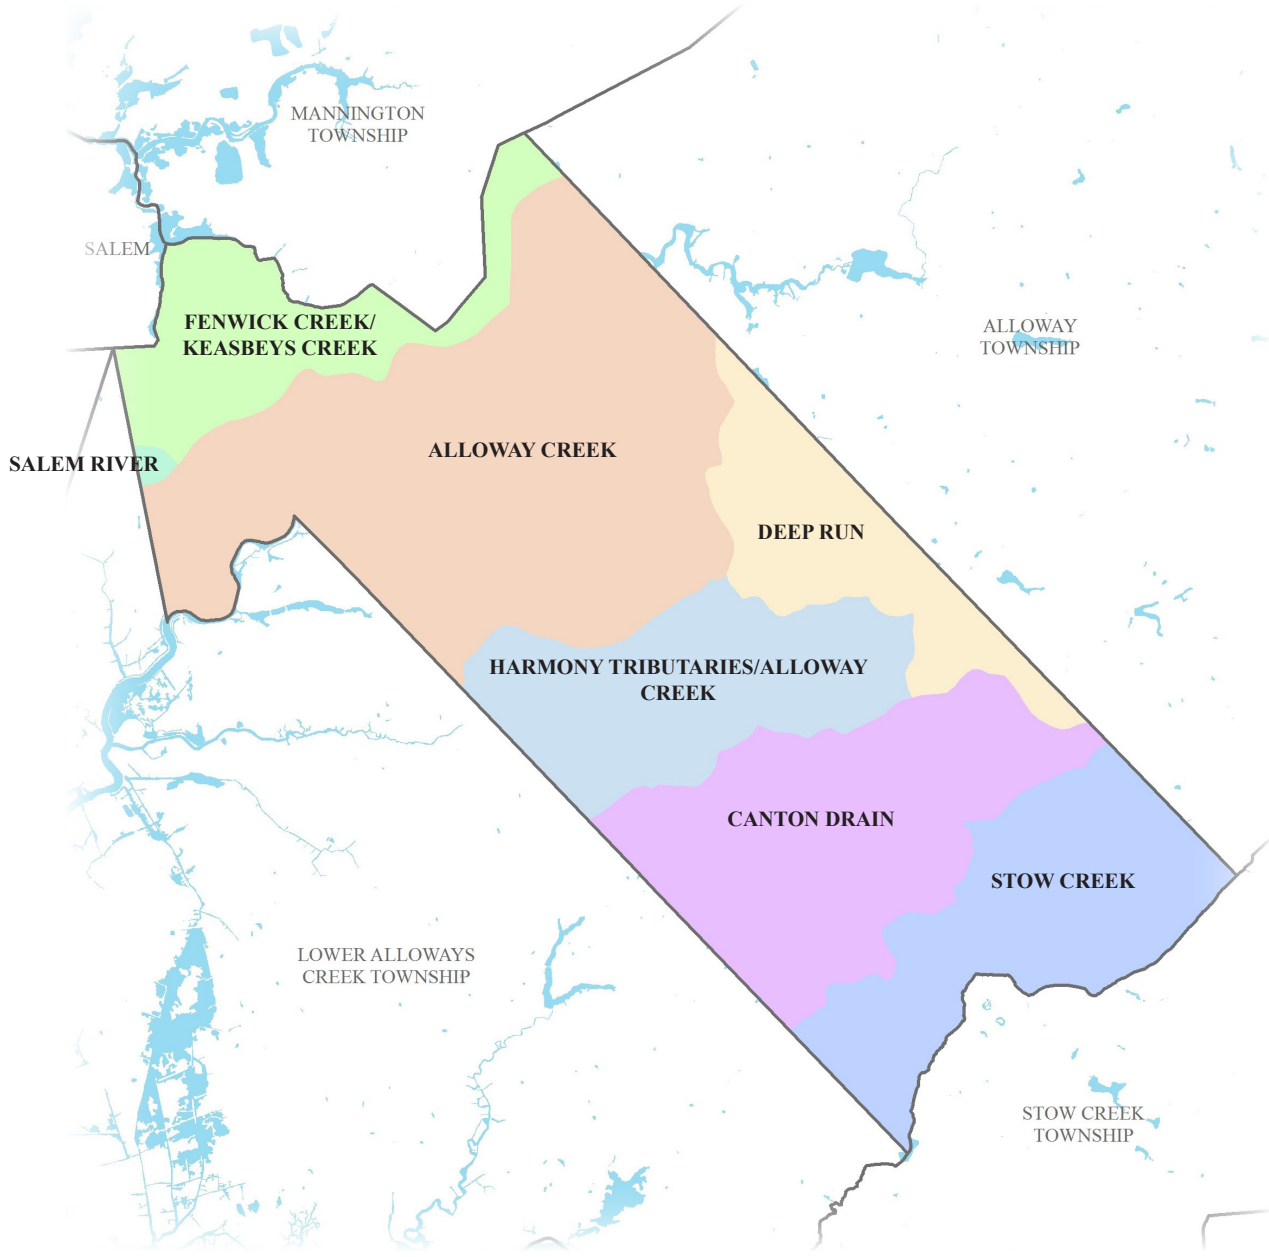 MANNINGTON
TOWNSHIP
SALEM
FENWICK CREEK/
KEASBEYS CREEK
ALLOWAY
TOWNSHIP
ALLOWAY CREEK
SALEM RIVER
DEEP RUN
HARMONY TRIBUTARIES/ALLOWAY
CREEK
CANTON DRAIN
STOW CREEK
LOWER ALLOWAYS
CREEK TOWNSHIP
STOW CREEK
TOWNSHIP